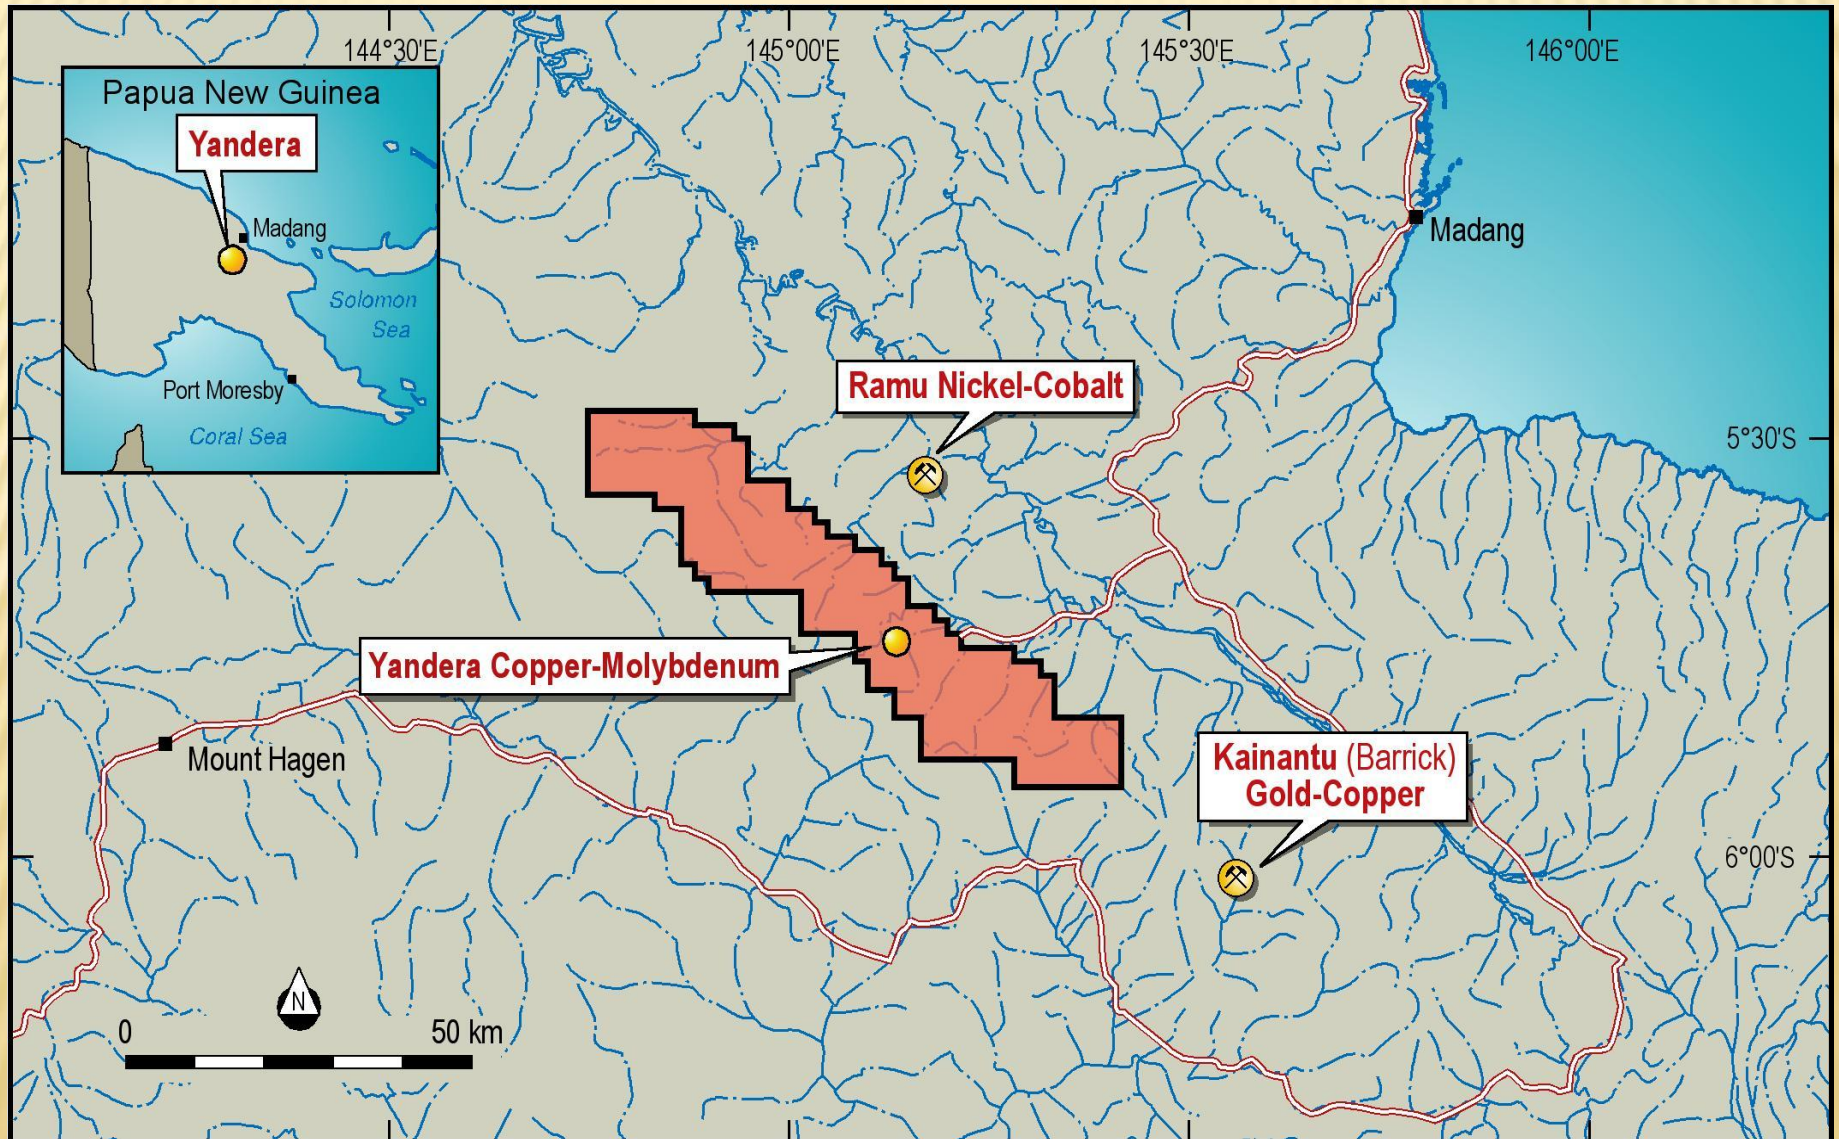 144°30'E
145°00'E
145°30'E
146°00'E
Papua New Guinea
Yandera
Madang
Solomon
Sea
Port Moresby
Coral Sea
Madang
Ramu Nickel-Cobalt
5°30'S
Yandera Copper-Molybdenum
Mount Hagen
Kainantu (Barrick)
Gold-Copper
6°00'S
N
0
50 km